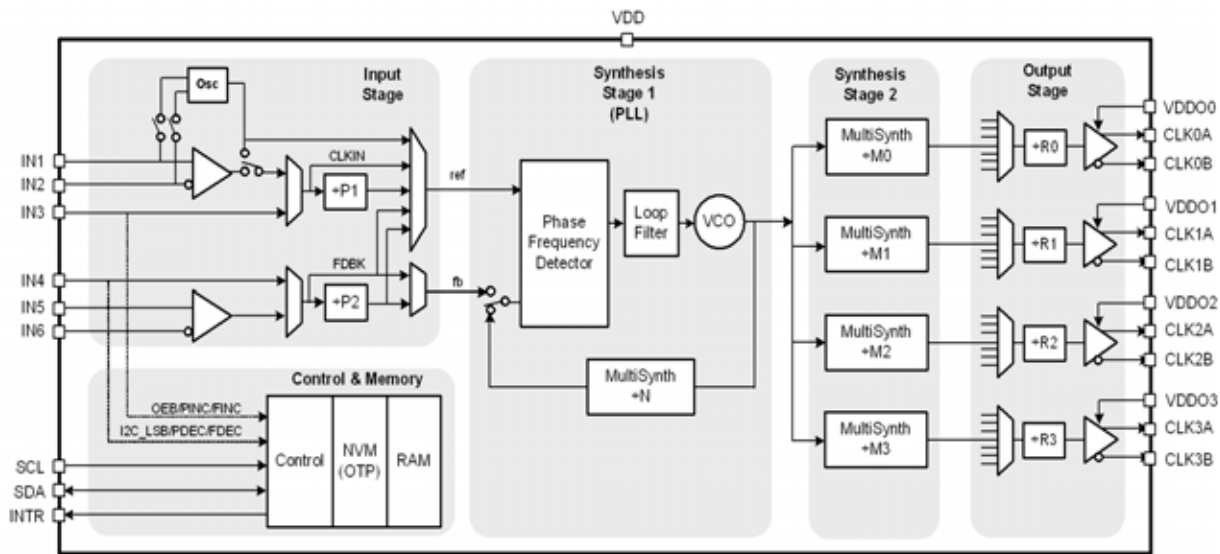 VDD
Input
Stage
Osc
IN1
IN2
IN3
CLKIN
÷P1
ref
IN4
IN5
IN6
FDBK
÷P2
fb
Synthesis
Stage 1
(PLL)
Phase
Frequency
Detector
Loop
Filter
VCO
MultiSynth
÷N
Synthesis
Stage 2
MultiSynth
÷M0
MultiSynth
÷M1
MultiSynth
÷M2
MultiSynth
÷M3
Output
Stage
÷R0
÷R1
÷R2
÷R3
VDDO0
CLK0A
CLK0B
VDDO1
CLK1A
CLK1B
VDDO2
CLK2A
CLK2B
VDDO3
CLK3A
CLK3B
Control & Memory
OEB/PINC/FINC
I2C_LSB/PDEC/FDEC
SCL
SDA
INTR
Control
NVM
(OTP)
RAM